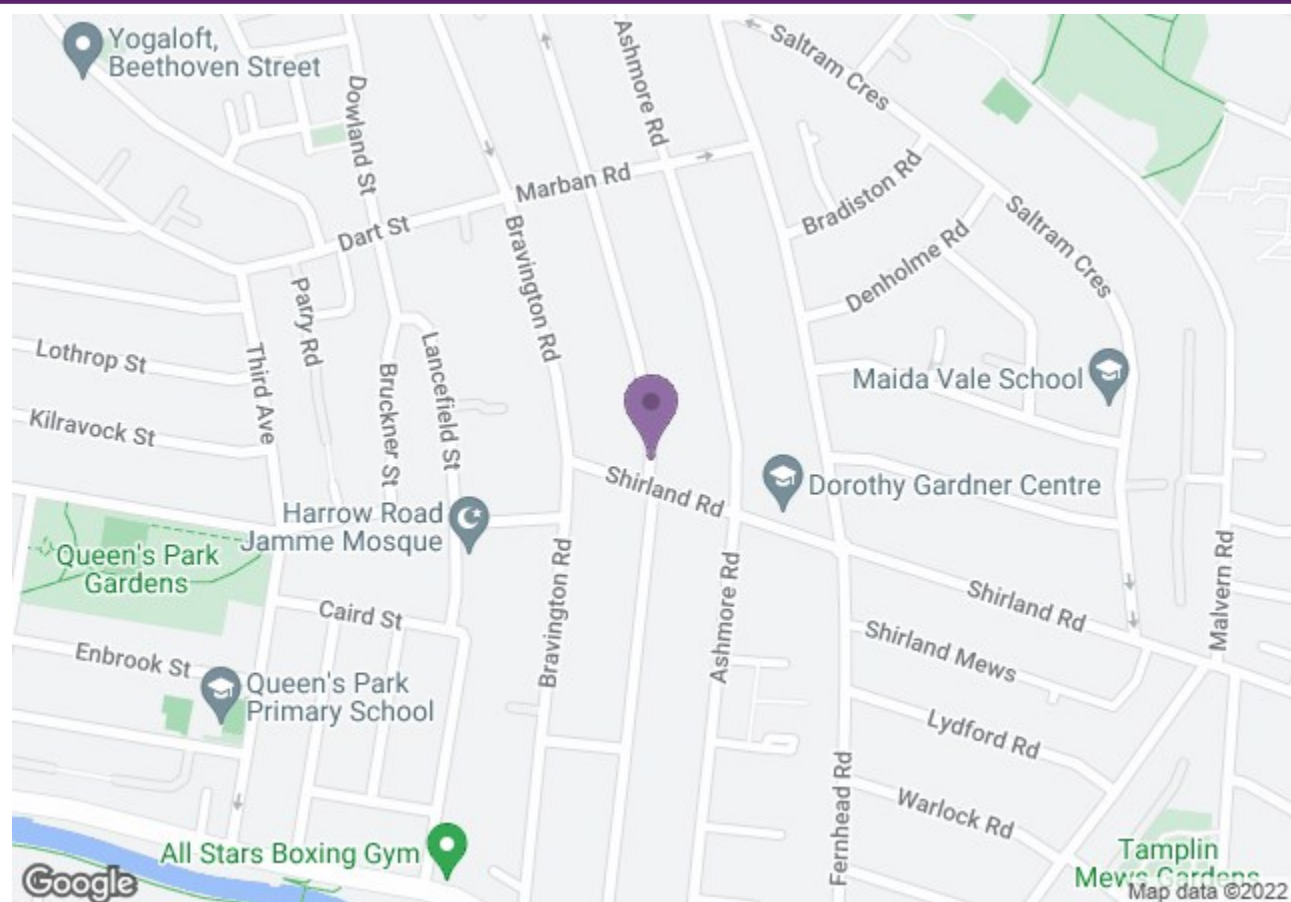 Yogaloft,
Beethoven Street
Dowland St
Ashmore Rd
Saltram Cres
Marban Rd
Dart St
Bradiston Rd
Denholme Rd
Saltram Cres
Bravington Rd
Parry Rd
Lothrop St
Third Ave
Lancefield St
Bruckner St
Maida Vale School
Kilravock St
Shirland Rd
Dorothy Gardner Centre
Harrow Road
Jamme Mosque
Queen's Park
Gardens
Caird St
Bravington Rd
Ashmore Rd
Shirland Rd
Malvern Rd
Shirland Mews
Enbrook St
Queen's Park
Primary School
Lydford Rd
Fernhead Rd
Warlock Rd
All Stars Boxing Gym
Tamplin
Mews Gardens
Google
Map data ©2022